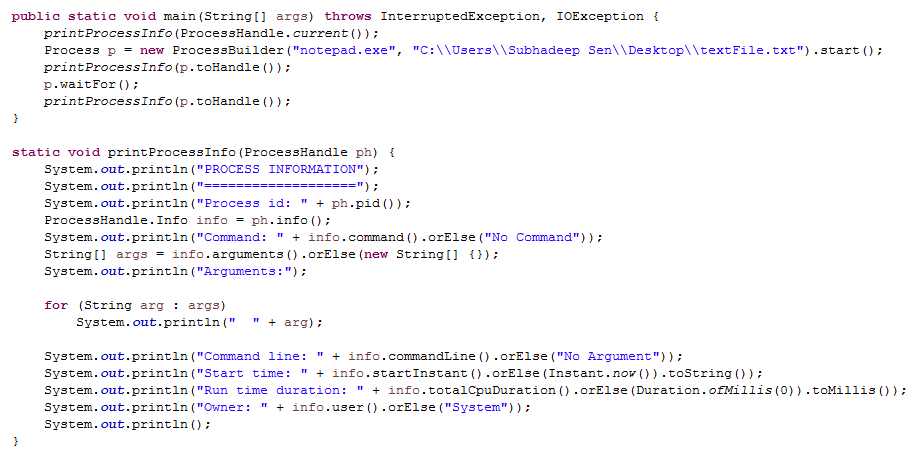 public static void main(String[] args) throws InterruptedException, IOException {
    printProcessInfo(ProcessHandle.current());
    Process p = new ProcessBuilder("notepad.exe", "C:\\Users\\Subhadeep Sen\\Desktop\\textFile.txt").start();
    printProcessInfo(p.toHandle());
    p.waitFor();
    printProcessInfo(p.toHandle());
}

static void printProcessInfo(ProcessHandle ph) {
    System.out.println("PROCESS INFORMATION");
    System.out.println("===================");
    System.out.println("Process id: " + ph.pid());
    ProcessHandle.Info info = ph.info();
    System.out.println("Command: " + info.command().orElse("No Command"));
    String[] args = info.arguments().orElse(new String[] {});
    System.out.println("Arguments:");

    for (String arg : args)
        System.out.println("  " + arg);

    System.out.println("Command line: " + info.commandLine().orElse("No Argument"));
    System.out.println("Start time: " + info.startInstant().orElse(Instant.now()).toString());
    System.out.println("Run time duration: " + info.totalCpuDuration().orElse(Duration.ofMillis(0)).toMillis());
    System.out.println("Owner: " + info.user().orElse("System"));
    System.out.println();
}